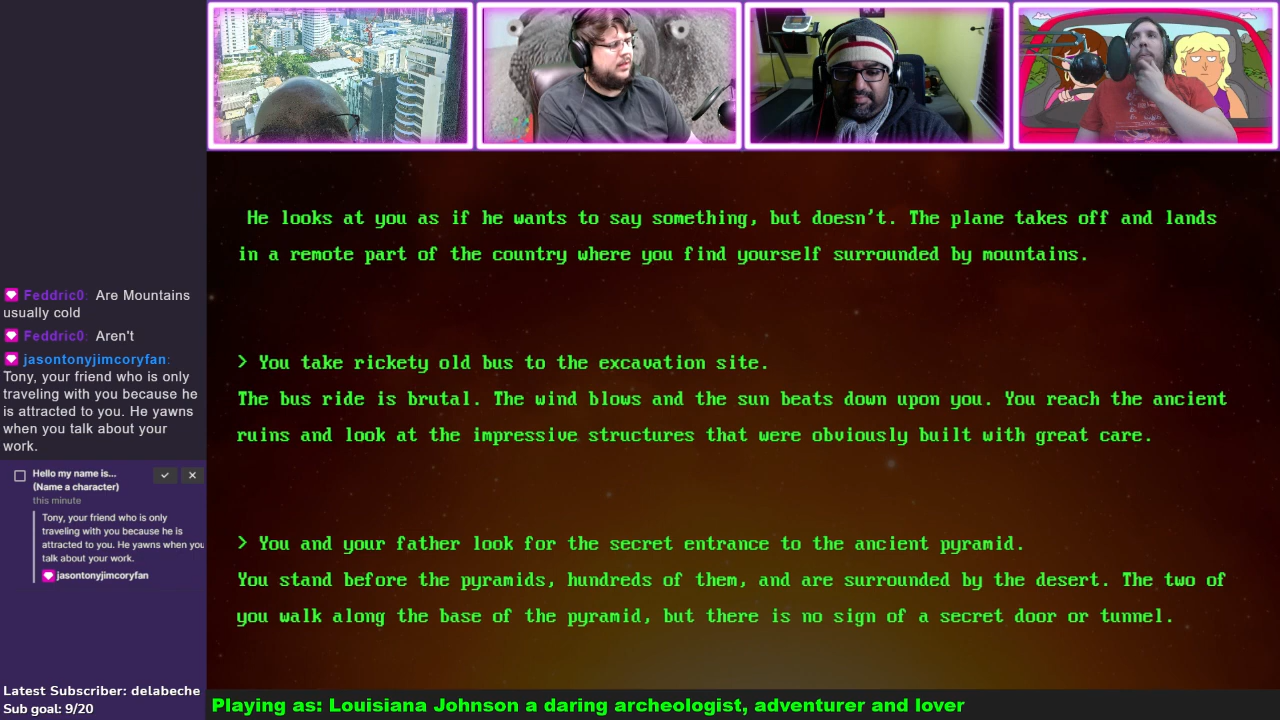 He looks at you as if he wants to say something, but doesn't. The plane takes off and lands
in a remote part of the country where you find yourself surrounded by mountains.
> You take rickety old bus to the excavation site.
The bus ride is brutal. The wind blows and the sun beats down upon you. You reach the ancient
ruins and look at the impressive structures that were obviously built with great care.
> You and your father look for the secret entrance to the ancient pyramid.
You stand before the pyramids, hundreds of them, and are surrounded by the desert. The two of
you walk along the base of the pyramid, but there is no sign of a secret door or tunnel.
Feddric0: Are Mountains
usually cold
Feddric0: Aren't
jasontonyjimcoryfan:
Tony, your friend who is only
traveling with you because he
is attracted to you. He yawns
when you talk about your
work.
Hello my name is...
(Name a character)
this minute
Tony, your friend who is only
traveling with you because he is
attracted to you. He yawns when you
talk about your work.
jasontonyjimcoryfan
Latest Subscriber: delabeche
Sub goal: 9/20
Playing as: Louisiana Johnson a daring archeologist, adventurer and lover